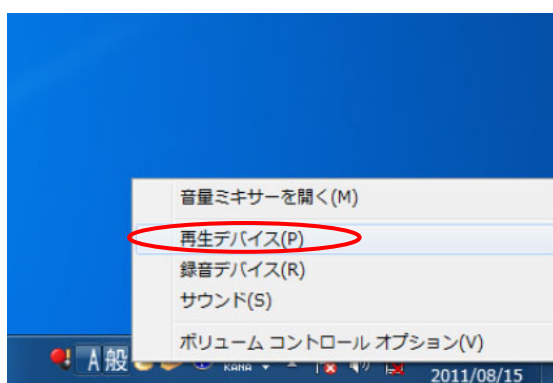 音量ミキサーを開く(M)
再生デバイス(P)
録音デバイス(R)
サウンド(S)
ボリューム コントロール オプション(V)
A 般
KANA
2011/08/15